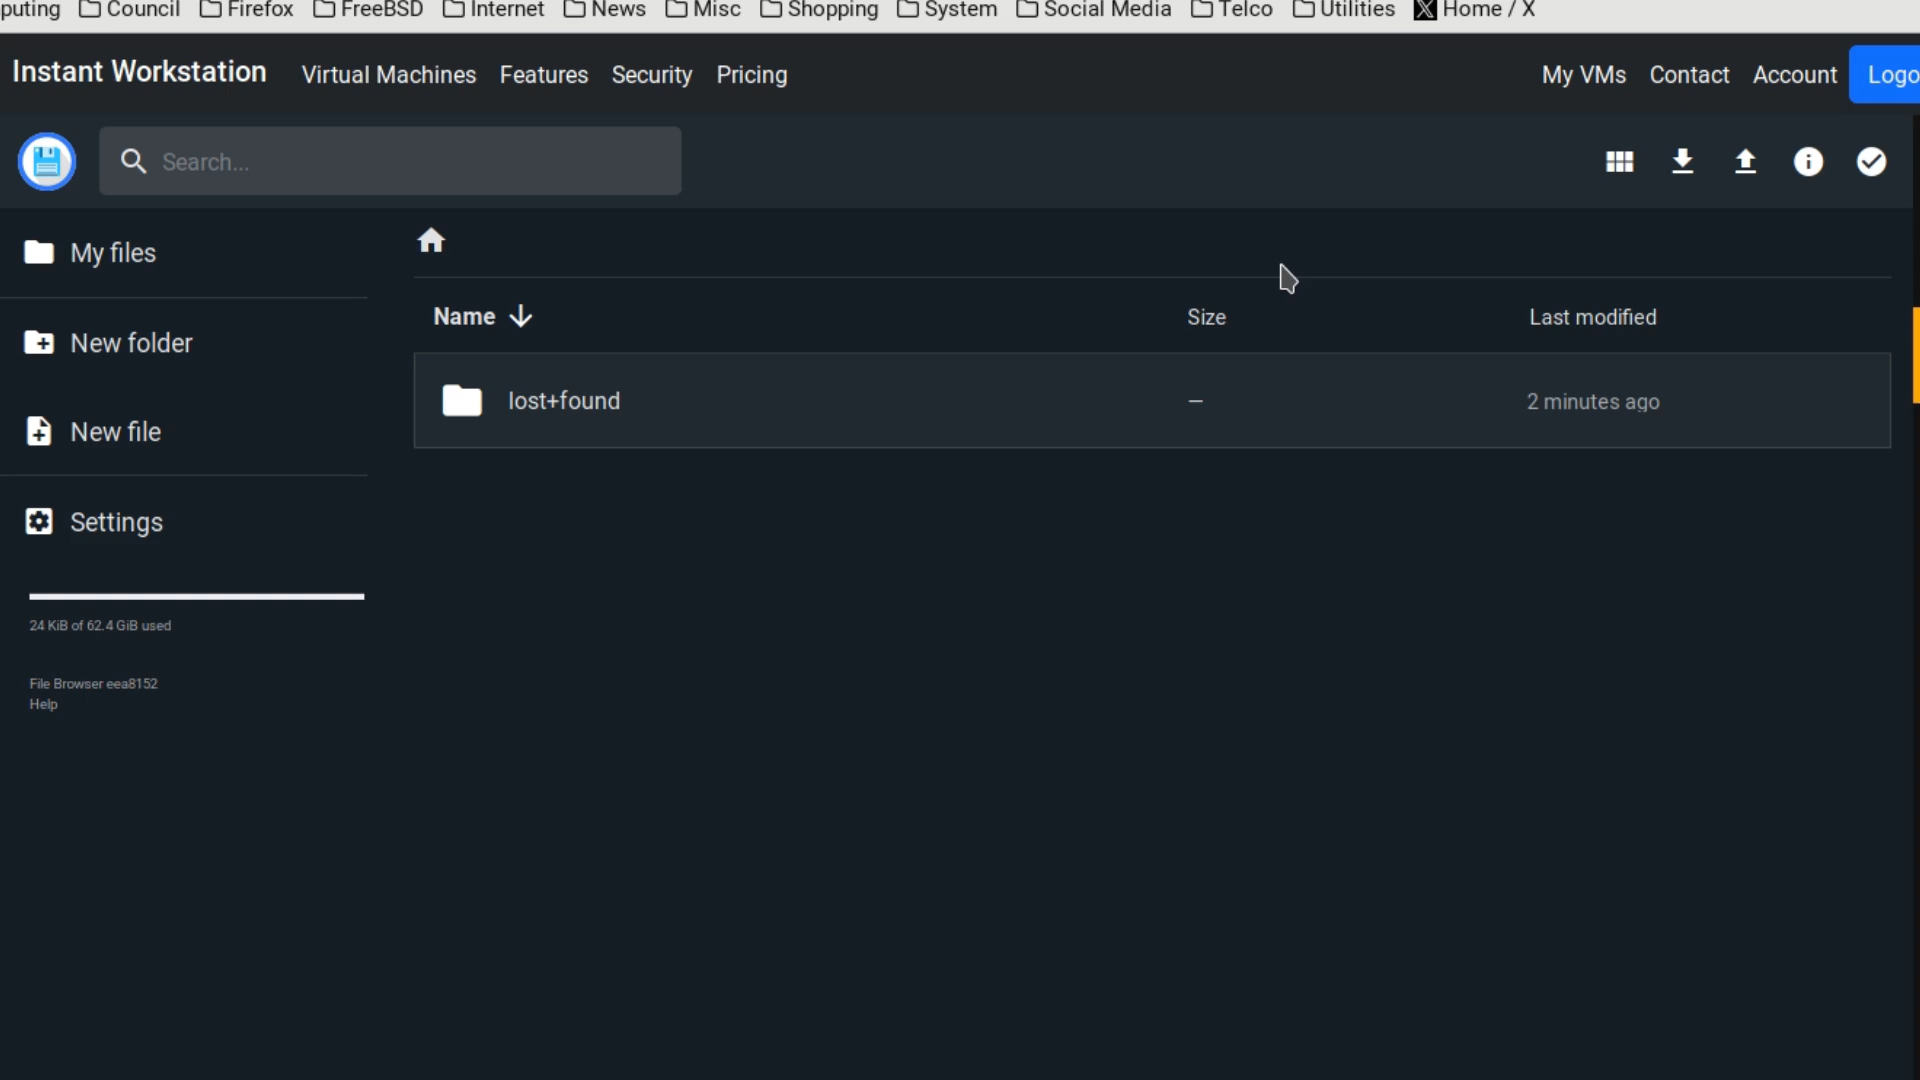 puting Council Firefox FreeBSD Internet News Misc Shopping System Social Media Telco Utilities Home / X
Instant Workstation Virtual Machines Features Security Pricing My VMs Contact Account Logo
Search...
My files
New folder
New file
Settings
24 KiB of 62.4 GiB used
File Browser eea8152
Help
Name Size Last modified
lost+found — 2 minutes ago